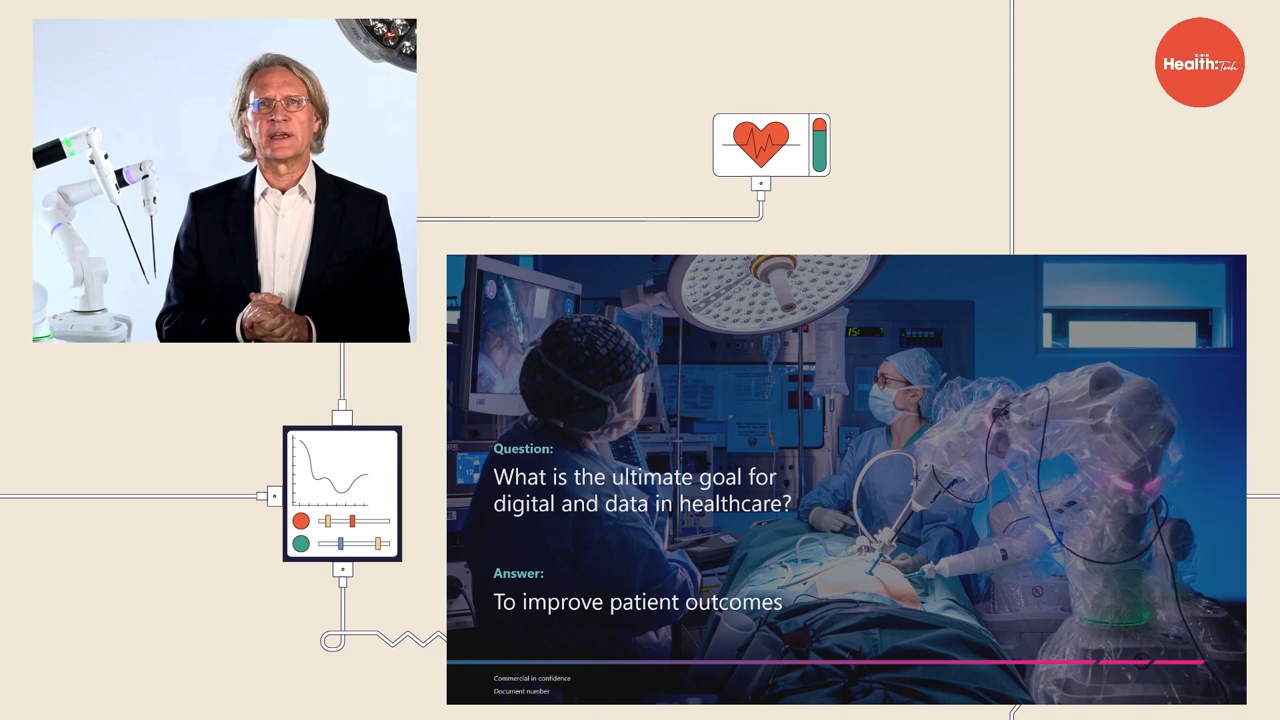 Health:Tech
15:
Question:
What is the ultimate goal for
digital and data in healthcare?
Answer:
To improve patient outcomes
Commercial in confidence
Document number